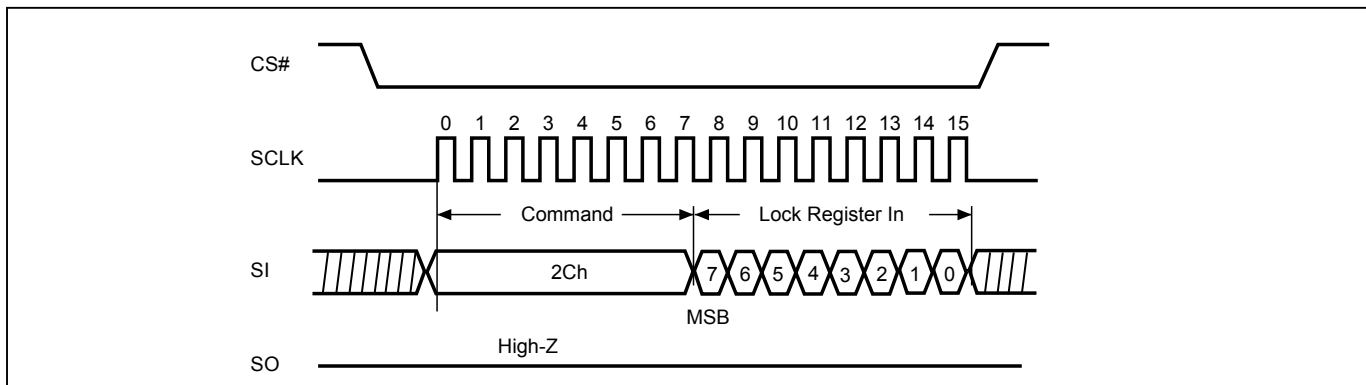 CS#
0 1 2 3 4 5 6 7 8 9 10 11 12 13 14 15
SCLK
Command Lock Register In
SI 2Ch 7 6 5 4 3 2 1 0
MSB
High-Z
SO